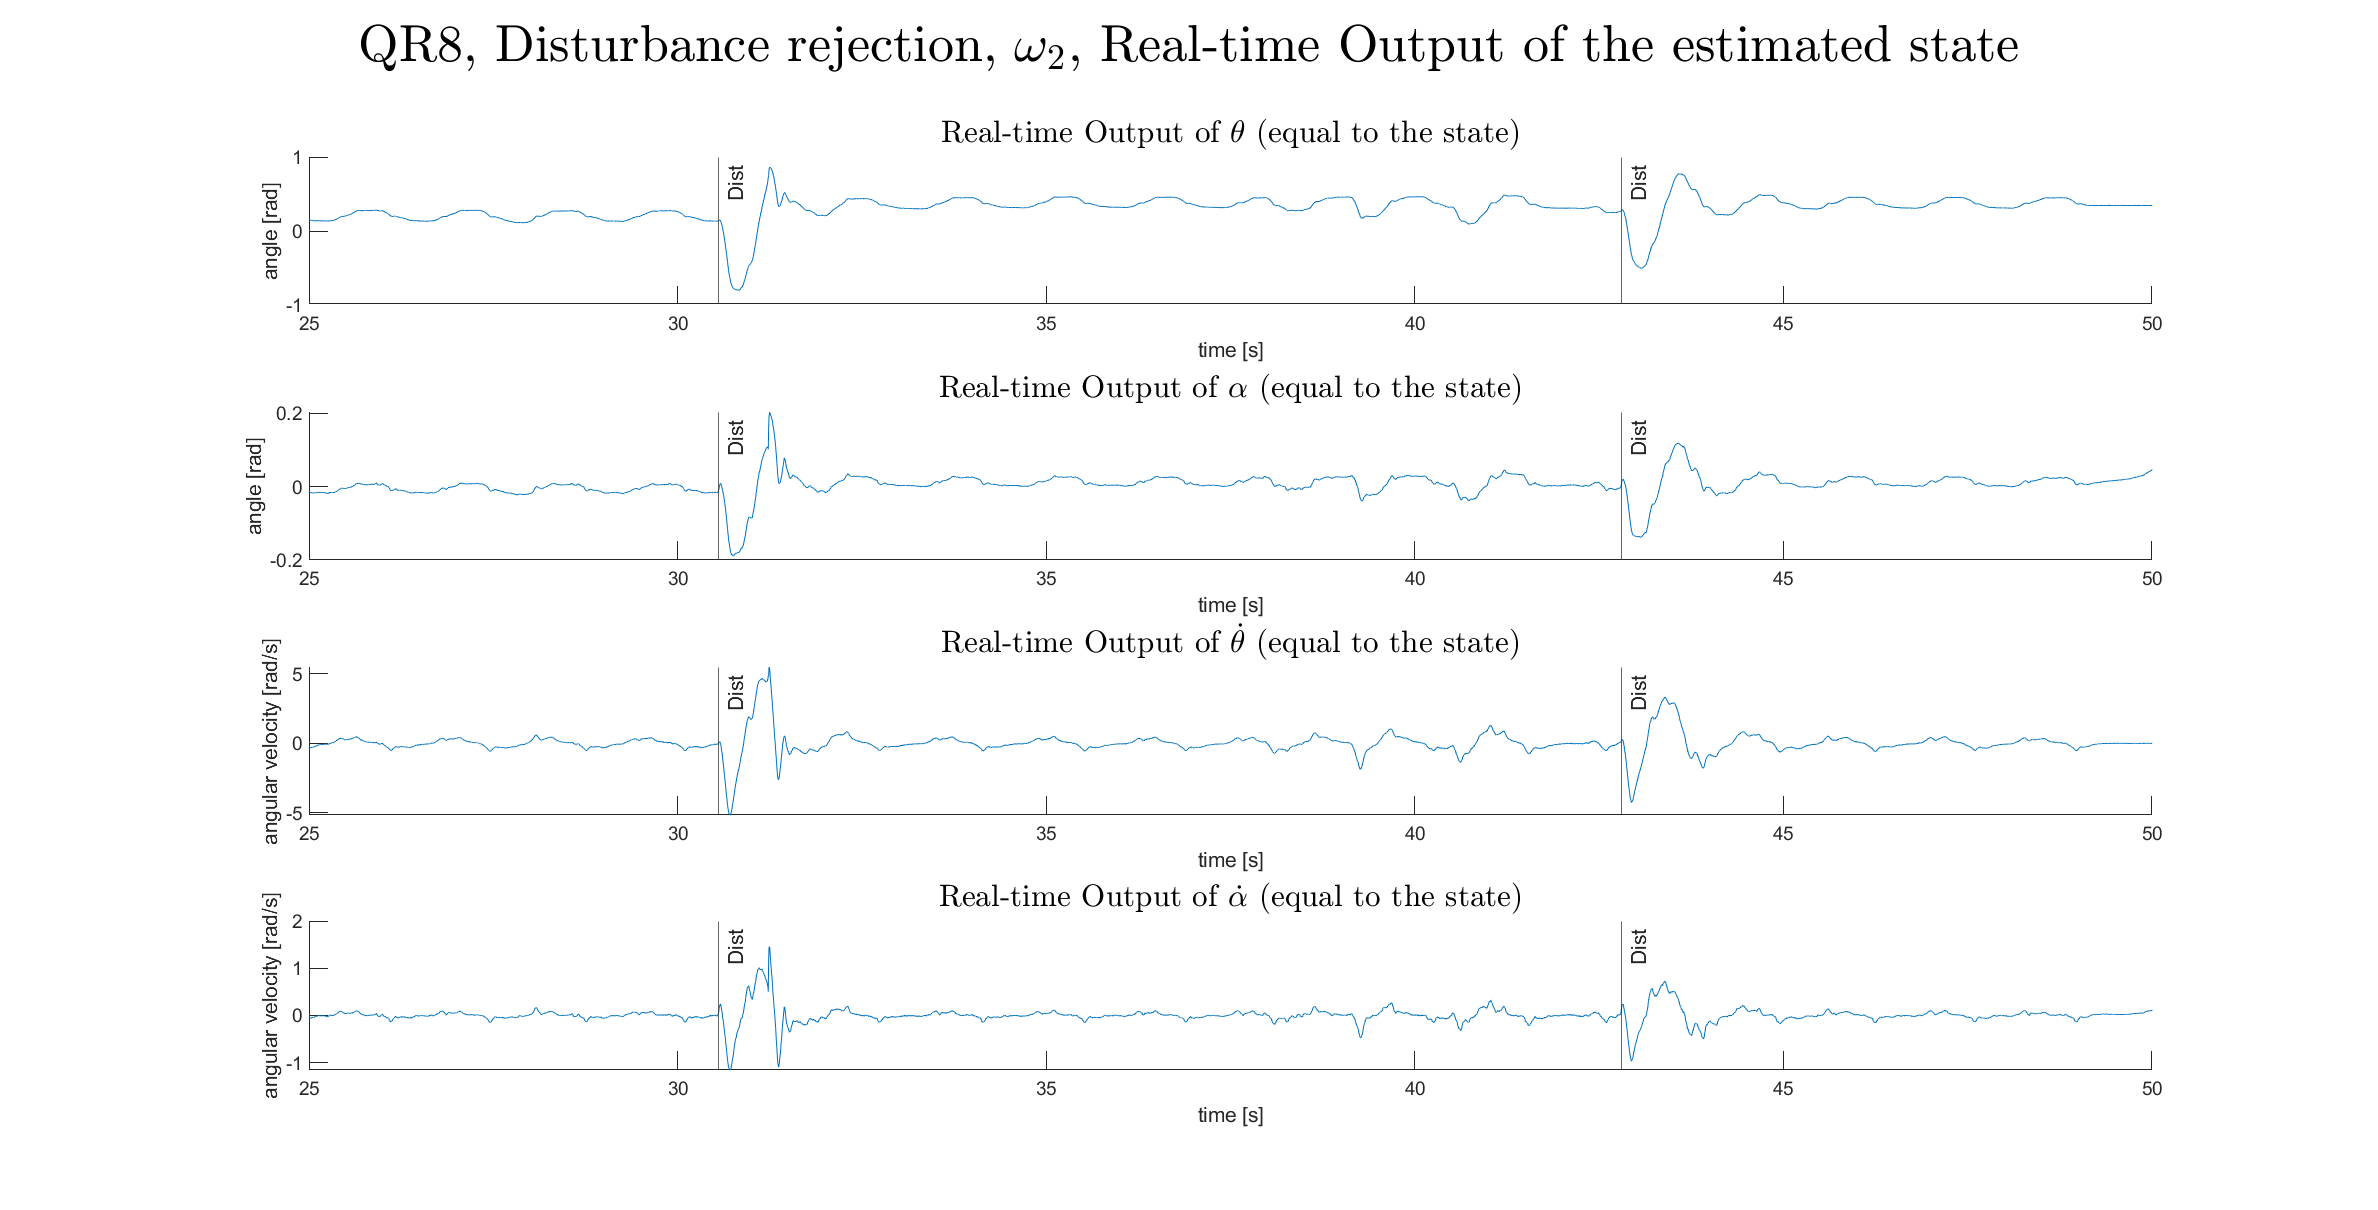 QR8, Disturbance rejection, ω₂, Real-time Output of the estimated state
Real-time Output of θ (equal to the state)
angle [rad]
1
0
-1
Dist
Dist
25 30 35 40 45 50
time [s]
Real-time Output of α (equal to the state)
angle [rad]
0.2
0
-0.2
Dist
Dist
25 30 35 40 45 50
time [s]
Real-time Output of θ̇ (equal to the state)
angular velocity [rad/s]
5
0
-5
Dist
Dist
25 30 35 40 45 50
time [s]
Real-time Output of α̇ (equal to the state)
angular velocity [rad/s]
2
1
0
-1
Dist
Dist
25 30 35 40 45 50
time [s]